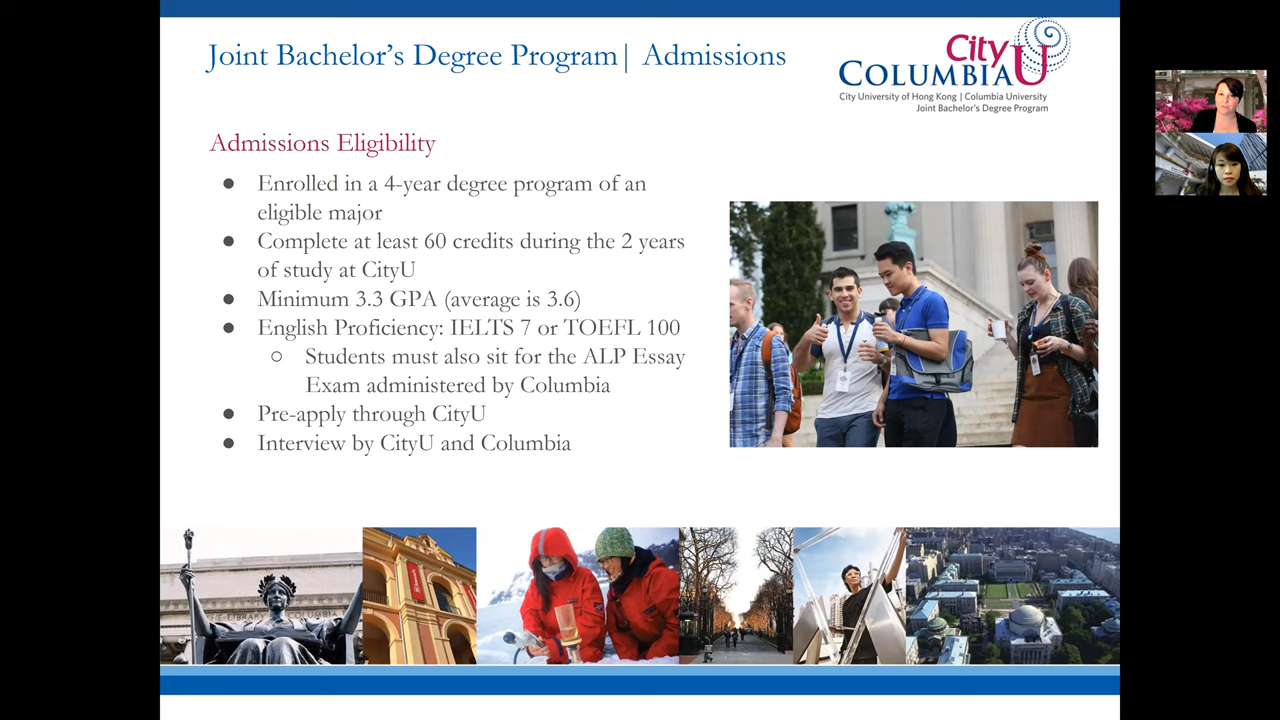 Joint Bachelor's Degree Program| Admissions
City
COLUMBIAU
City University of Hong Kong | Columbia University
Joint Bachelor's Degree Program
Admissions Eligibility
● Enrolled in a 4-year degree program of an
eligible major
● Complete at least 60 credits during the 2 years
of study at CityU
● Minimum 3.3 GPA (average is 3.6)
● English Proficiency: IELTS 7 or TOEFL 100
○ Students must also sit for the ALP Essay
Exam administered by Columbia
● Pre-apply through CityU
● Interview by CityU and Columbia
LIBRARY
COLUMBIA